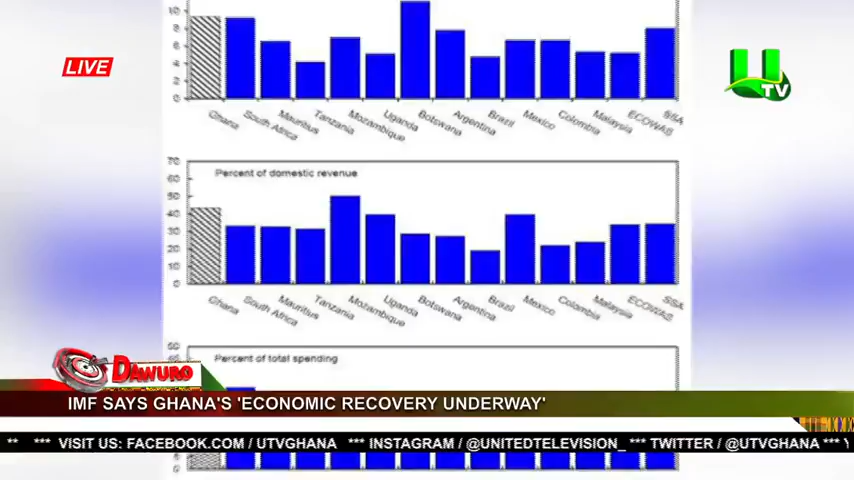 10
8
6
4
2
0
Ghana South Africa Mauritius Tanzania Mozambique Uganda Botswana Argentina Brazil Mexico Colombia Malaysia ECOWAS SSA
LIVE
U
TV
70
60
50
40
30
20
10
0
Percent of domestic revenue
Ghana South Africa Mauritius Tanzania Mozambique Uganda Botswana Argentina Brazil Mexico Colombia Malaysia ECOWAS SSA
50
Percent of total spending
DAWURO
IMF SAYS GHANA'S 'ECONOMIC RECOVERY UNDERWAY'
** *** VISIT US: FACEBOOK.COM / UTVGHANA *** INSTAGRAM / @UNITEDTELEVISION_ *** TWITTER / @UTVGHANA *** Y
0